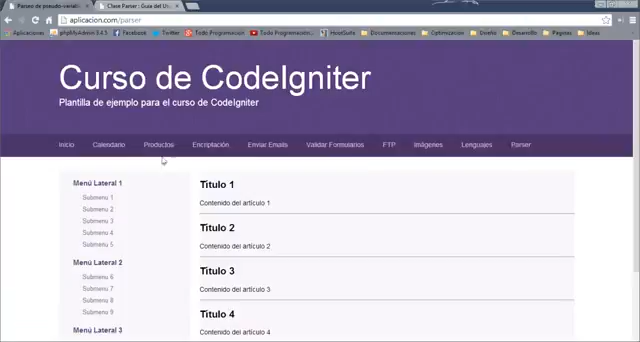 Parseo de pseudo-variabl
Clase Parser : Guia del Us
aplicacion.com/parser
Aplicaciones
phpMyAdmin 3.4.5
Facebook
Twitter
Todo Programación
Todo Programación...
HootSuite
Documentaciones
Optimizacion
Diseño
Desarrollo
Paginas
Ideas
Curso de CodeIgniter
Plantilla de ejemplo para el curso de CodeIgniter
Inicio Calendario Productos Encriptación Enviar Emails Validar Formularios FTP Imágenes Lenguajes Parser
Menú Lateral 1
Submenu 1
Submenu 2
Submenu 3
Submenu 4
Submenu 5
Menú Lateral 2
Submenu 6
Submenu 7
Submenu 8
Submenu 9
Menú Lateral 3
Titulo 1
Contenido del artículo 1
Titulo 2
Contenido del artículo 2
Titulo 3
Contenido del artículo 3
Titulo 4
Contenido del artículo 4